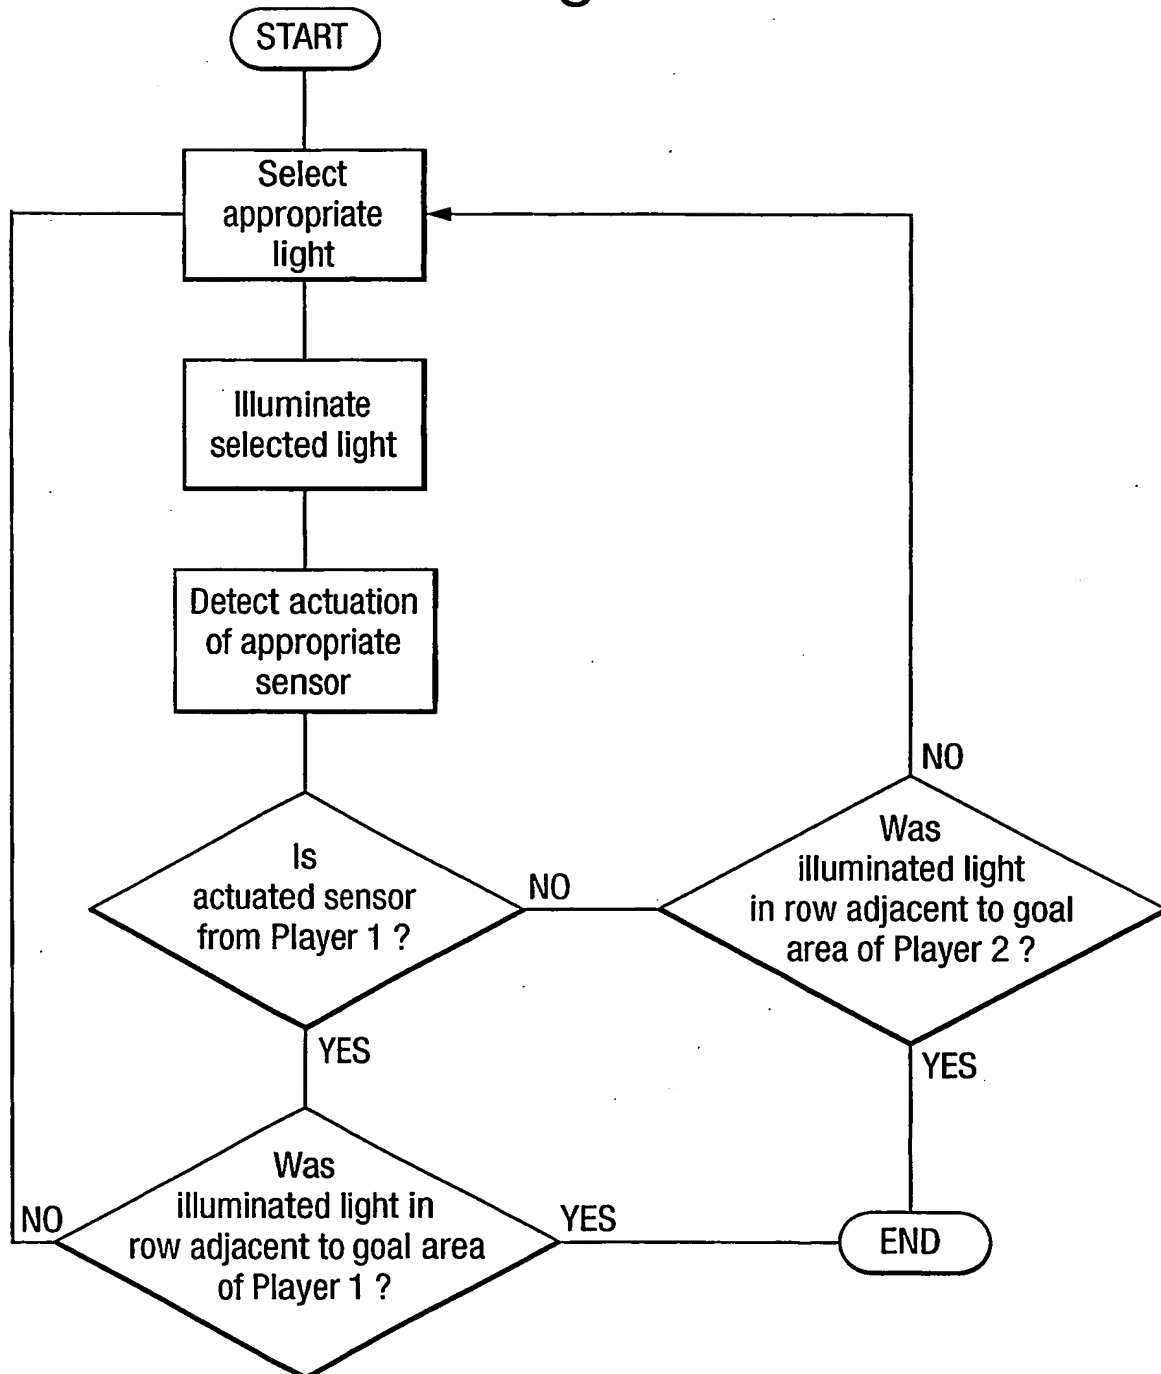 START
Select
appropriate
light
Illuminate
selected light
Detect actuation
of appropriate
sensor
Is
actuated sensor
from Player 1 ?
NO
YES
Was
illuminated light
in row adjacent to goal
area of Player 2 ?
NO
YES
Was
illuminated light in
row adjacent to goal area
of Player 1 ?
NO
YES
END